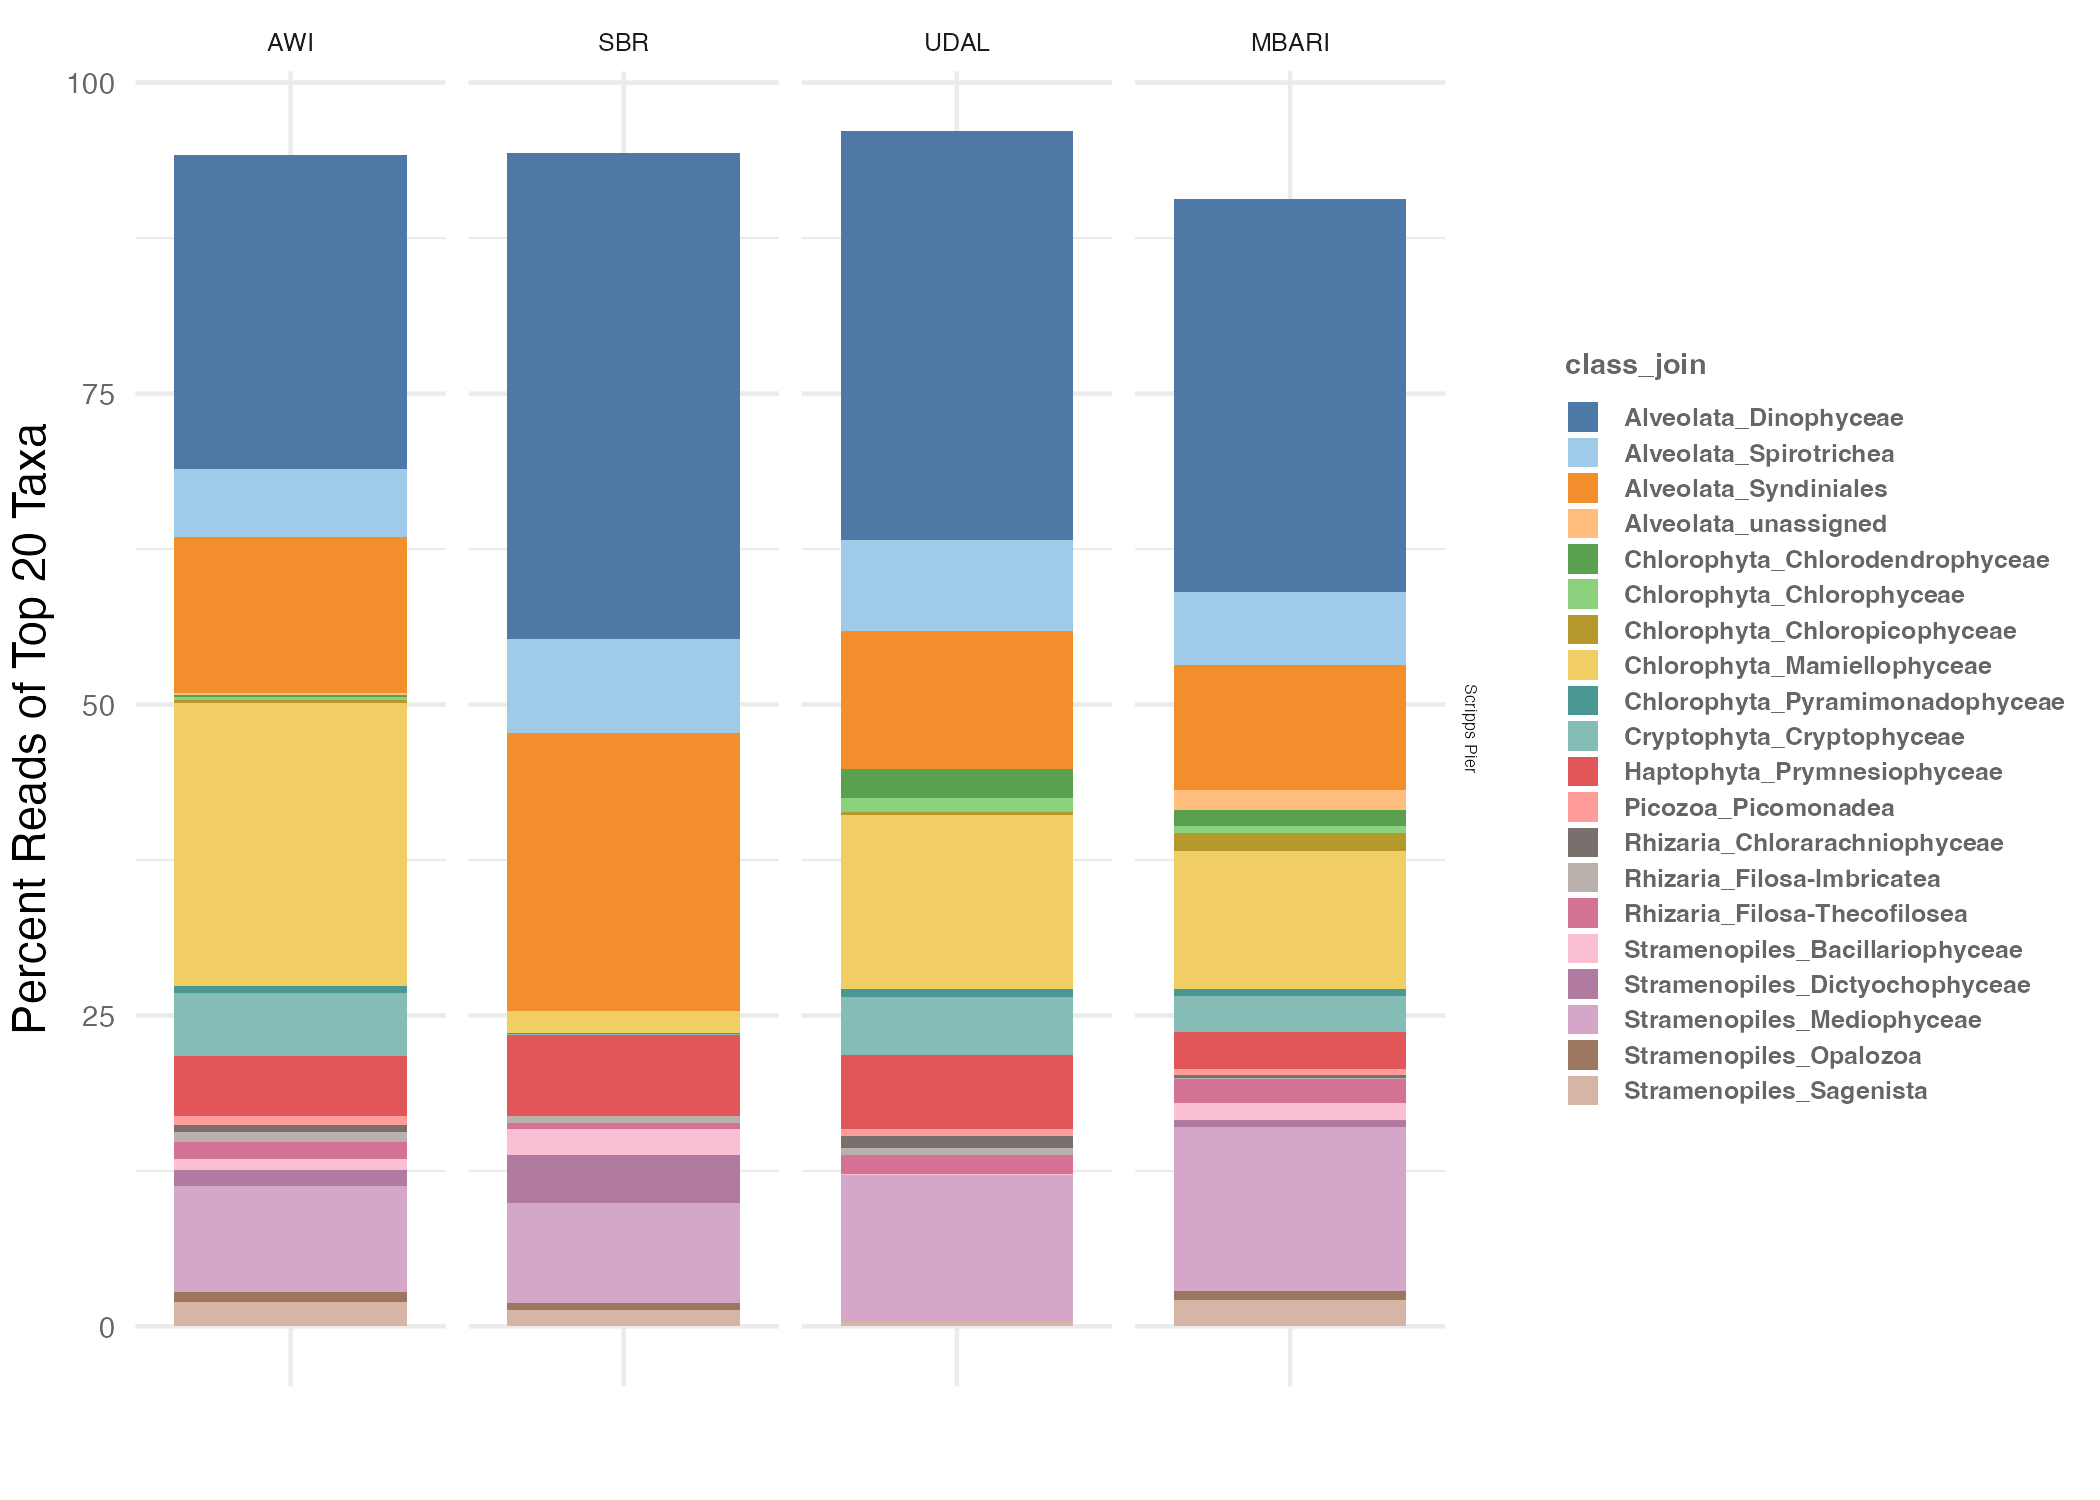 AWI
SBR
UDAL
MBARI
100
75
50
25
0
Percent Reads of Top 20 Taxa
Scripps Pier
class_join
Alveolata_Dinophyceae
Alveolata_Spirotrichea
Alveolata_Syndiniales
Alveolata_unassigned
Chlorophyta_Chlorodendrophyceae
Chlorophyta_Chlorophyceae
Chlorophyta_Chloropicophyceae
Chlorophyta_Mamiellophyceae
Chlorophyta_Pyramimonadophyceae
Cryptophyta_Cryptophyceae
Haptophyta_Prymnesiophyceae
Picozoa_Picomonadea
Rhizaria_Chlorarachniophyceae
Rhizaria_Filosa-Imbricatea
Rhizaria_Filosa-Thecofilosea
Stramenopiles_Bacillariophyceae
Stramenopiles_Dictyochophyceae
Stramenopiles_Mediophyceae
Stramenopiles_Opalozoa
Stramenopiles_Sagenista